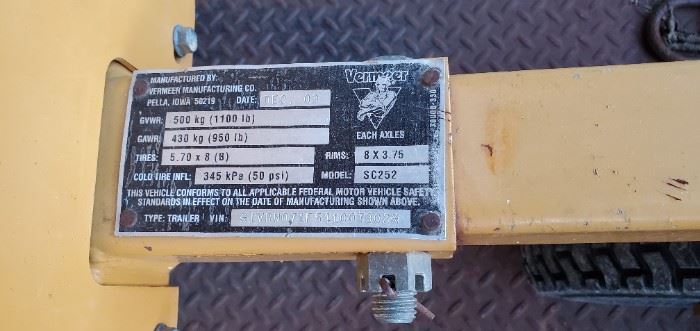 MANUFACTURED BY:
VERMEER MANUFACTURING CO.
PELLA, IOWA 50219 DATE: DEC.
Vermeer
GVWR: 500 kg (1100 lb)
GAWR: 430 kg (950 lb) EACH AXLES
TIRES: 5.70 x 8 (B) RIMS: 8 X 3.75
COLD TIRE INFL: 345 kPa (50 psi) MODEL: SC252
THIS VEHICLE CONFORMS TO ALL APPLICABLE FEDERAL MOTOR VEHICLE SAFETY
STANDARDS IN EFFECT ON THE DATE OF MANUFACTURING SHOWN ABOVE.
TYPE: TRAILER VIN: